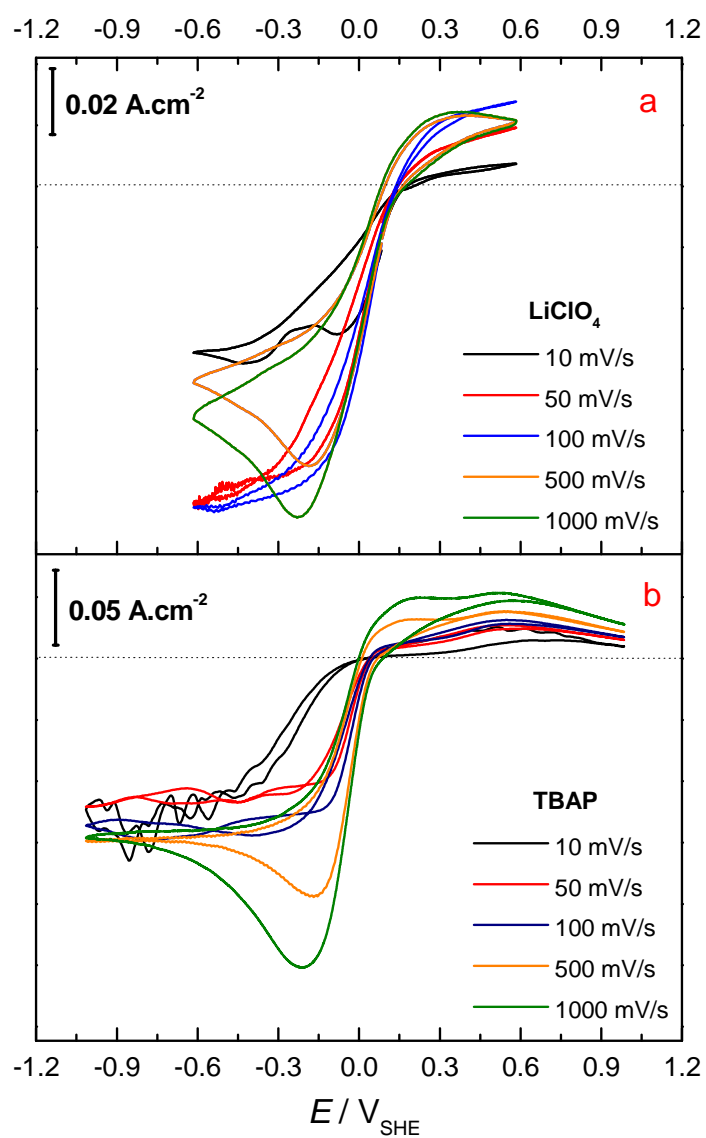 -1.2 -0.9 -0.6 -0.3 0.0 0.3 0.6 0.9 1.2
0.02 A.cm⁻²
a
LiClO₄
10 mV/s
50 mV/s
100 mV/s
500 mV/s
1000 mV/s
0.05 A.cm⁻²
b
TBAP
10 mV/s
50 mV/s
100 mV/s
500 mV/s
1000 mV/s
-1.2 -0.9 -0.6 -0.3 0.0 0.3 0.6 0.9 1.2
E / V_SHE